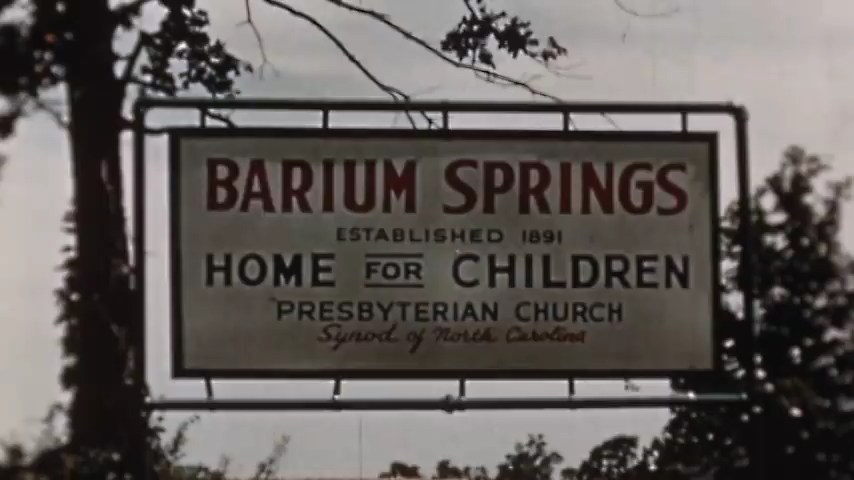 BARIUM SPRINGS
ESTABLISHED 1891
HOME FOR CHILDREN
PRESBYTERIAN CHURCH
Synod of North Carolina